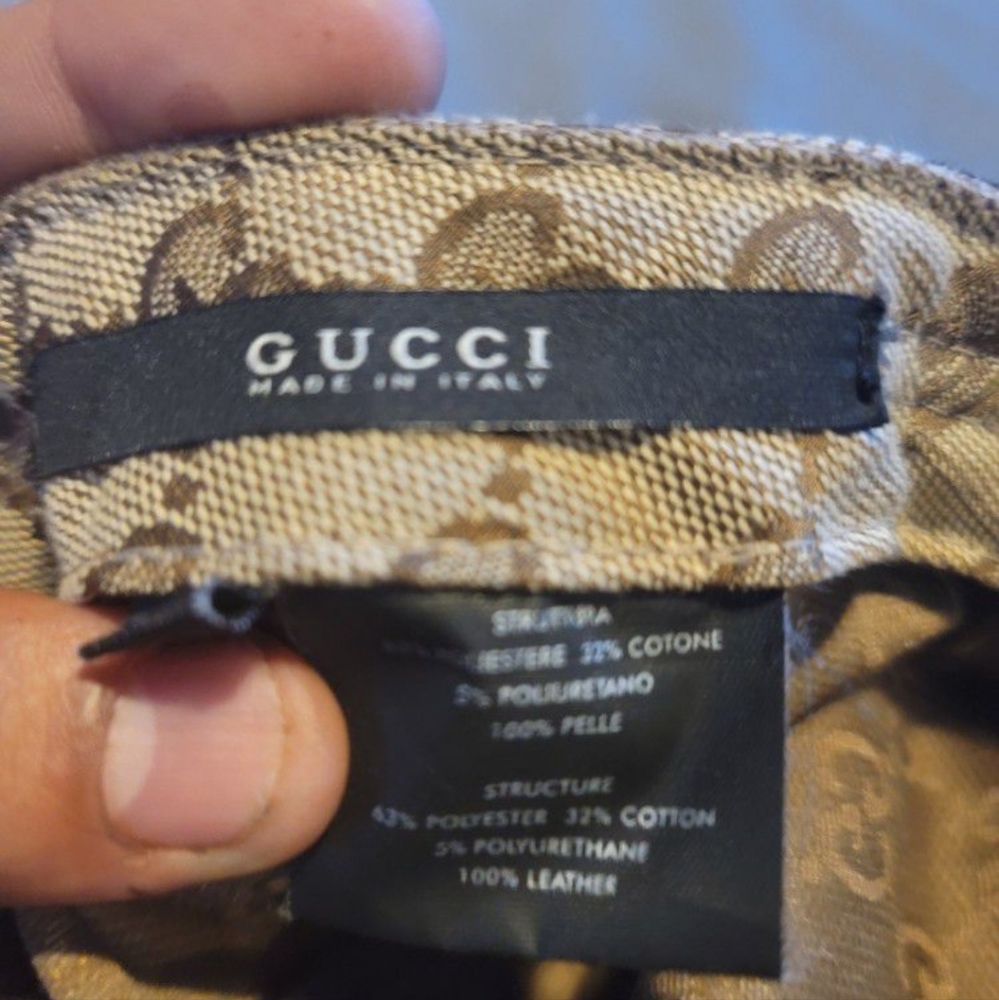 GUCCI
MADE IN ITALY
32% COTONE
5% POLIURETANO
100% PELLE
STRUCTURE
63% POLYESTER 32% COTTON
5% POLYURETHANE
100% LEATHER